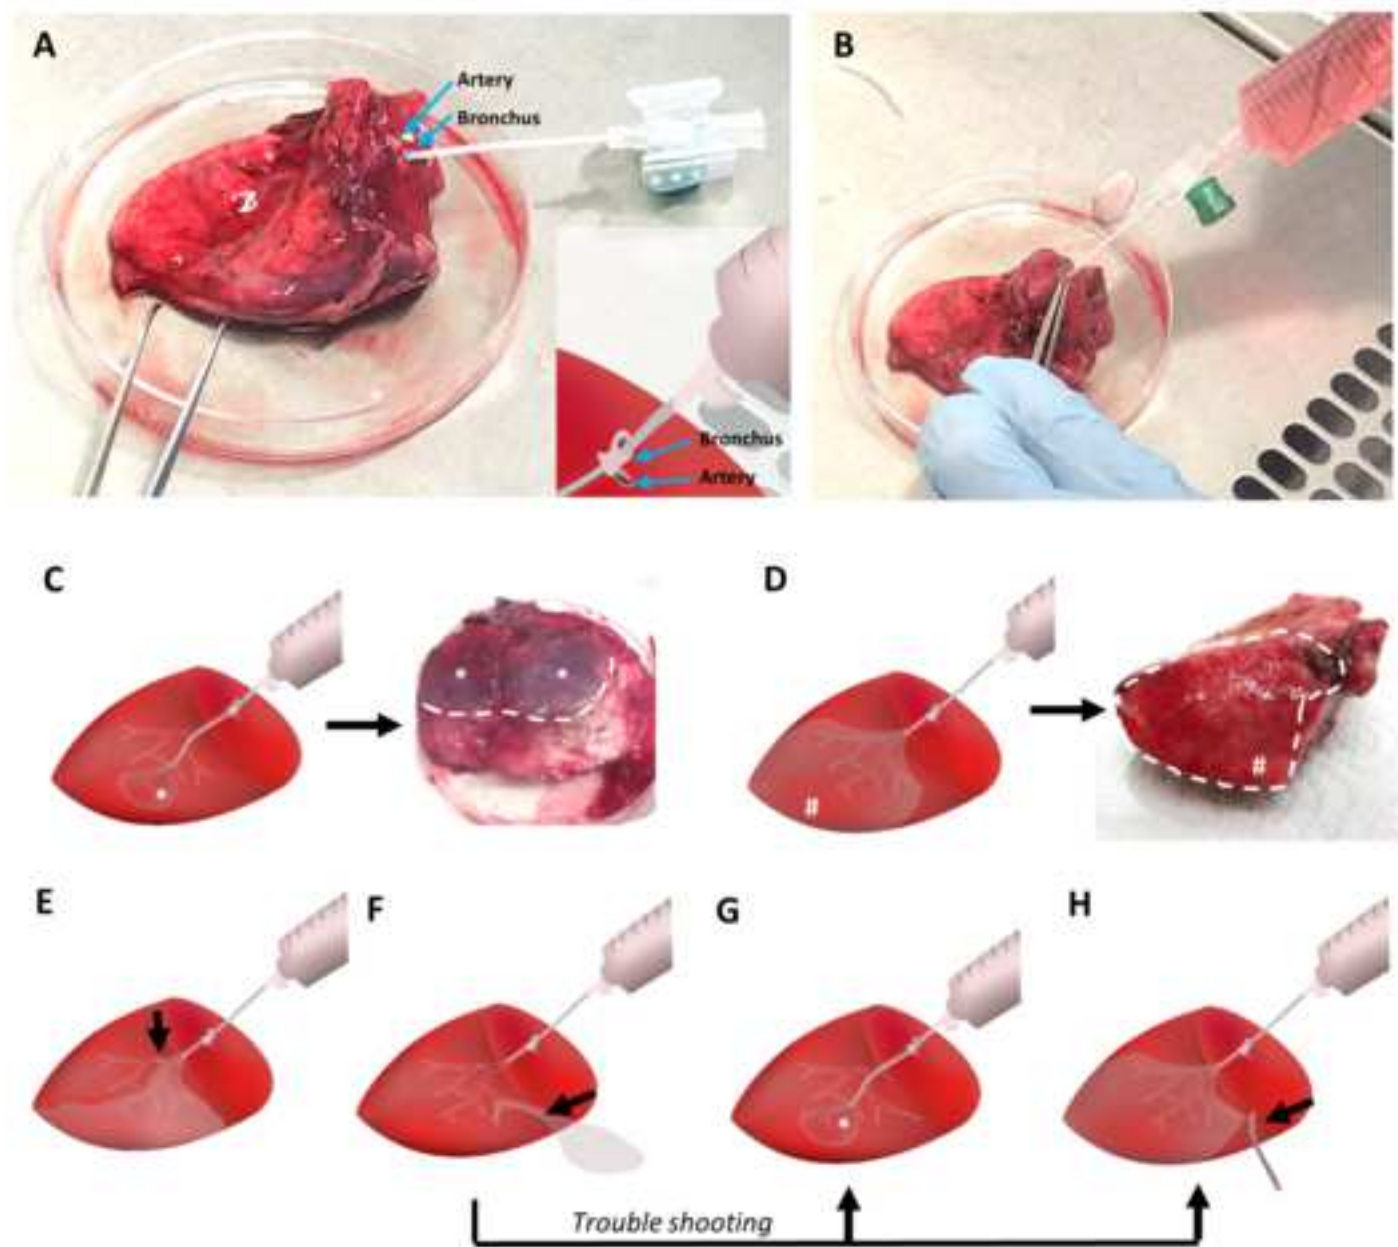 A
Artery
Bronchus
Bronchus
Artery
B
C
*
*
*
D
#
#
E
F
G
*
H
Trouble shooting